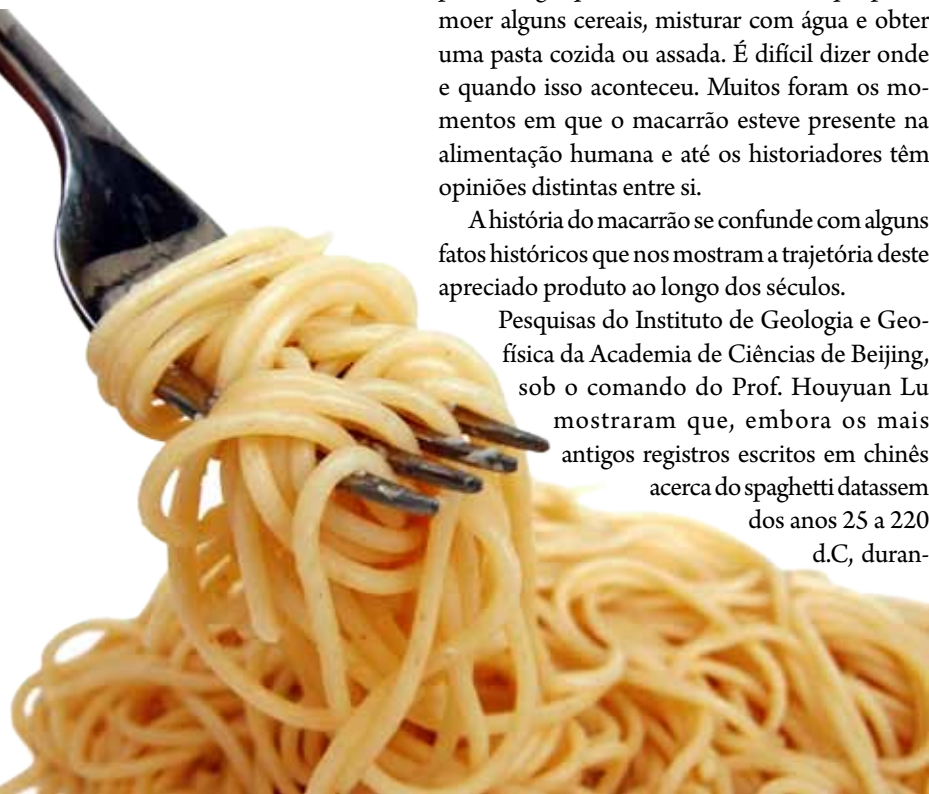 moer alguns cereais, misturar com água e obter
uma pasta cozida ou assada. É difícil dizer onde
e quando isso aconteceu. Muitos foram os mo-
mentos em que o macarrão esteve presente na
alimentação humana e até os historiadores têm
opiniões distintas entre si.
A história do macarrão se confunde com alguns
fatos históricos que nos mostram a trajetória deste
apreciado produto ao longo dos séculos.
Pesquisas do Instituto de Geologia e Geo-
física da Academia de Ciências de Beijing,
sob o comando do Prof. Houyuan Lu
mostraram que, embora os mais
antigos registros escritos em chinês
acerca do spaghetti datassem
dos anos 25 a 220
d.C, duran-